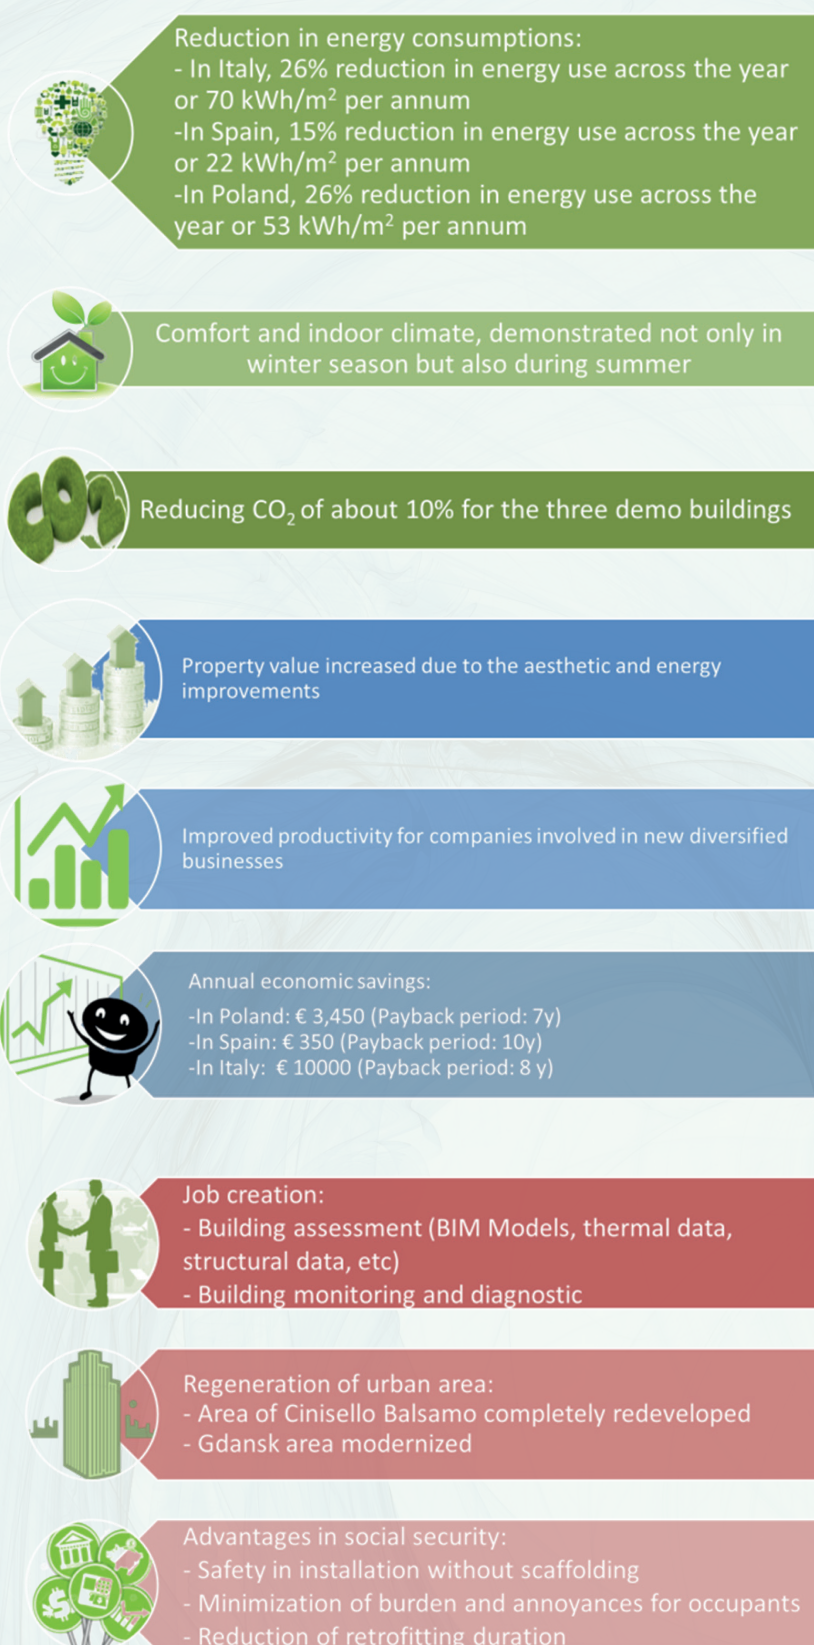 Reduction in energy consumptions:
- In Italy, 26% reduction in energy use across the year
or 70 kWh/m² per annum
-In Spain, 15% reduction in energy use across the year
or 22 kWh/m² per annum
-In Poland, 26% reduction in energy use across the
year or 53 kWh/m² per annum
Comfort and indoor climate, demonstrated not only in
winter season but also during summer
CO2
Reducing CO₂ of about 10% for the three demo buildings
Property value increased due to the aesthetic and energy
improvements
Improved productivity for companies involved in new diversified
businesses
Annual economic savings:
-In Poland: € 3,450 (Payback period: 7y)
-In Spain: € 350 (Payback period: 10y)
-In Italy: € 10000 (Payback period: 8 y)
Job creation:
- Building assessment (BIM Models, thermal data,
structural data, etc)
- Building monitoring and diagnostic
Regeneration of urban area:
- Area of Cinisello Balsamo completely redeveloped
- Gdansk area modernized
Advantages in social security:
- Safety in installation without scaffolding
- Minimization of burden and annoyances for occupants
- Reduction of retrofitting duration
$